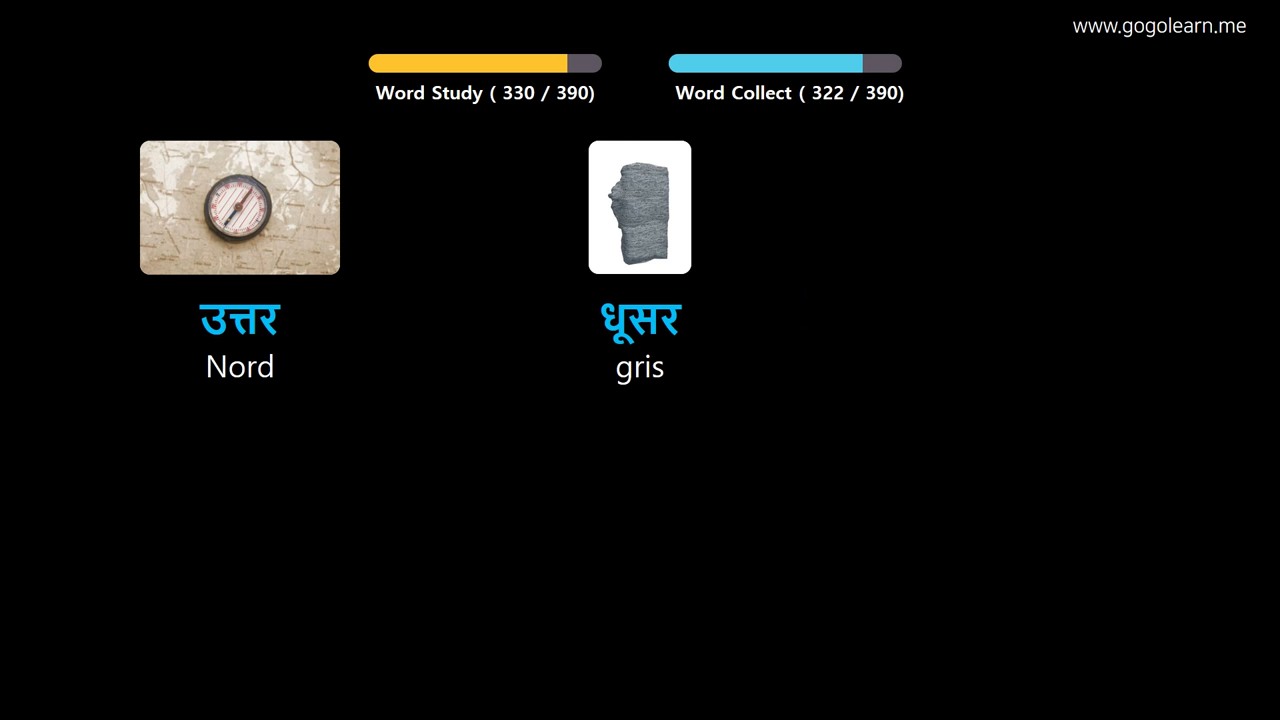 www.gogolearn.me
Word Study ( 330 / 390)
Word Collect ( 322 / 390)
उत्तर
Nord
धूसर
gris